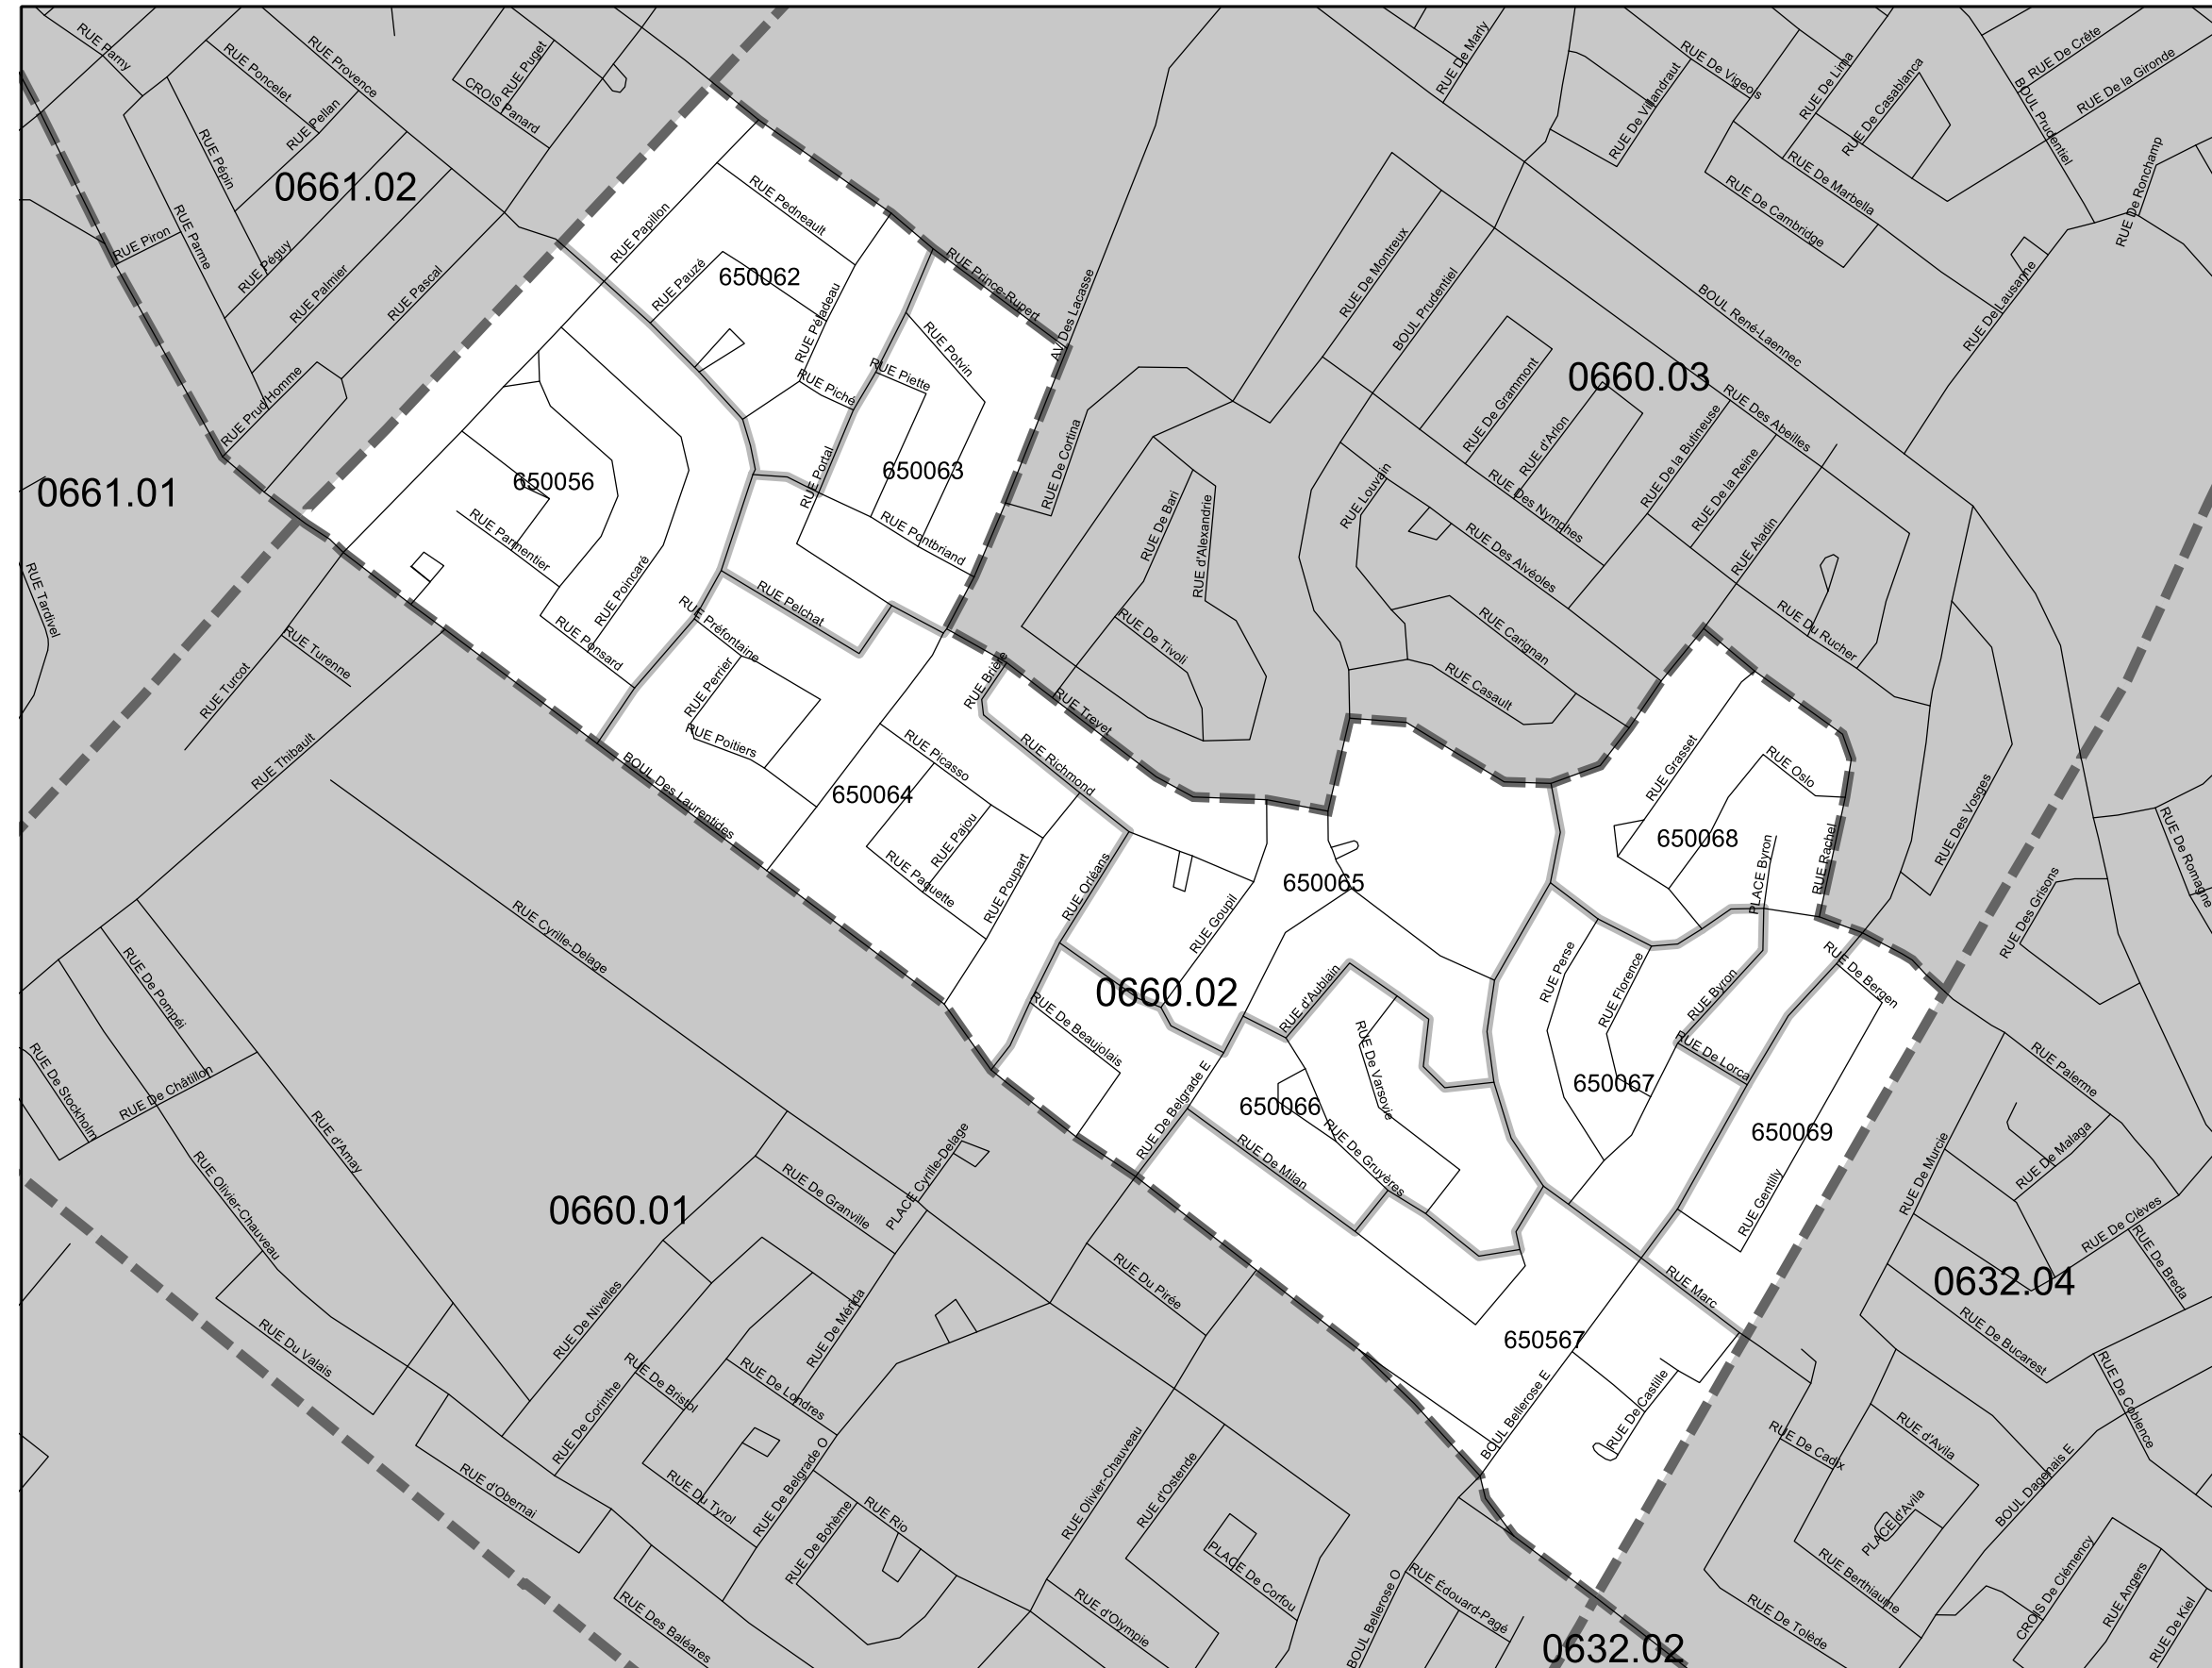 RUE Farny
RUE Poncelet
RUE Provence
RUE Puget
CROIS Panard
RUE Pellan
RUE Pépin
0661.02
RUE Parme
RUE Piron
RUE Péguy
RUE Palmier
RUE Pascal
RUE Prud'Homme
0661.01
RUE Tardivel
RUE Turcot
RUE Turenne
RUE Thibault
RUE Papillon
RUE Pedneault
RUE Pauzé
650062
RUE Péladeau
RUE Prince-Rupert
AV Des Lacasse
RUE Potvin
RUE Piette
RUE Piché
650063
RUE Portal
RUE Pontbriand
650056
RUE Parmentier
RUE Poincaré
RUE Ponsard
RUE Pelchat
RUE Préfontaine
RUE Perrier
RUE Poitiers
BOUL Des Laurentides
RUE De Cortina
RUE De Marly
RUE De Villandraut
RUE De Vigeois
RUE De Lima
RUE De Casablanca
RUE De Crête
RUE De la Gironde
BOUL Prudentiel
RUE De Marbella
RUE De Cambridge
RUE De Ronchamp
RUE De Lausanne
BOUL René-Laennec
RUE De Montreux
BOUL Prudentiel
0660.03
RUE De Grammont
RUE d'Arlon
RUE Des Abeilles
RUE De la Butineuse
RUE De la Reine
RUE Des Nymphes
RUE Louvain
RUE Des Alvéoles
RUE Aladin
RUE Du Rucher
RUE De Bari
RUE d'Alexandrie
RUE De Tivoli
RUE Carignan
RUE Casault
RUE Brière
RUE Trevet
RUE Richmond
RUE Picasso
650064
RUE Pajou
RUE Paquette
RUE Poupart
RUE Orléans
RUE Goupil
650065
RUE Grasset
RUE Oslo
650068
PLACE Byron
RUE Rachel
RUE Des Vosges
RUE De Romagne
RUE Des Grisons
RUE De Bergen
RUE Perse
RUE Florence
RUE Byron
RUE De Lorca
650067
0660.02
RUE De Beaujolais
RUE d'Aublain
RUE De Varsovie
650066
RUE De Belgrade E
RUE De Gruyères
RUE De Milan
650069
RUE Gentilly
RUE Marc
650567
BOUL Bellerose E
RUE De Castille
RUE Palerme
RUE De Malaga
RUE De Murcie
RUE De Clèves
RUE De Breda
0632.04
RUE De Bucarest
RUE De Coblence
RUE De Cadix
RUE d'Avila
PLACE d'Avila
BOUL Dagenais E
RUE Berthiaume
RUE De Tolède
CROIS De Clémency
RUE Angers
RUE De Kiel
RUE Cyrille-Delage
RUE De Pompéi
RUE De Stockholm
RUE De Châtillon
RUE d'Amay
RUE Olivier-Chauveau
0660.01
RUE De Granville
PLACE Cyrille-Delage
RUE Du Valais
RUE De Nivelles
RUE De Corinthe
RUE De Bristol
RUE De Mérida
RUE De Londres
RUE Du Pirée
RUE d'Obernai
RUE Du Tyrol
RUE De Belgrade O
RUE De Bohème
RUE Rio
RUE Olivier-Chauveau
RUE d'Ostende
PLACE De Corfou
RUE d'Olympie
RUE Des Baléares
BOUL Bellerose O
RUE Édouard-Pagé
0632.02